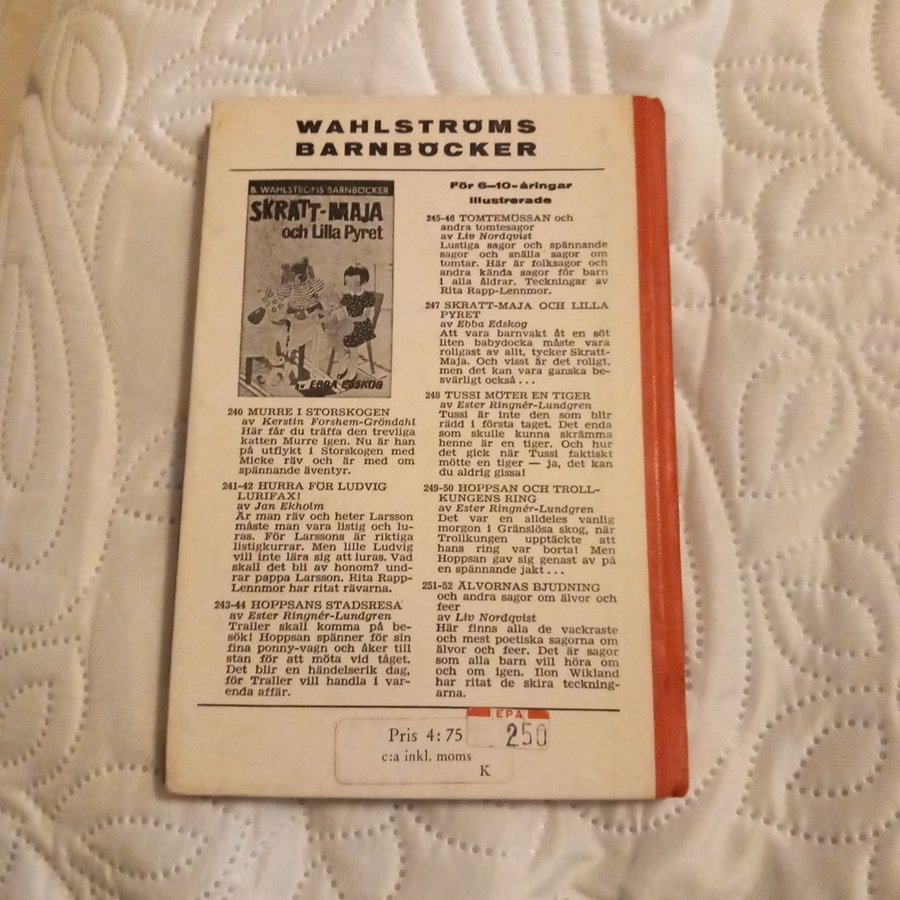 WAHLSTRÖMS
BARNBÖCKER
B. WAHLSTRÖMS BARNBÖCKER
SKRATT-MAJA
och Lilla Pyret
av EBBA EDSKOG
240 MURRE I STORSKOGEN
av Kerstin Forshem-Gröndahl
Här får du träffa den trevliga
katten Murre igen. Nu är han
på utflykt i Storskogen med
Micke räv och är med om
spännande äventyr.
241-42 HURRA FÖR LUDVIG
LURIFAX!
av Jan Ekholm
Är man räv och heter Larsson
måste man vara listig och lu-
ras. För Larssons är riktiga
listigkurrar. Men lille Ludvig
vill inte lära sig att luras. Vad
skall det bli av honom? und-
rar pappa Larsson. Rita Rapp-
Lennmor har ritat rävarna.
243-44 HOPPSANS STADSRESA
av Ester Ringnér-Lundgren
Traller skall komma på be-
sök! Hoppsan spänner för sin
fina ponny-vagn och åker till
stan för att möta vid tåget.
Det blir en händelserik dag,
för Traller vill handla i var-
enda affär.
För 6—10-åringar
illustrerade
245-46 TOMTEMÖSSAN och
andra tomtesagor
av Liv Nordqvist
Lustiga sagor och spännande
sagor och snälla sagor om
tomtar. Här är folksagor och
andra kända sagor för barn
i alla åldrar. Teckningar av
Rita Rapp-Lennmor.
247 SKRATT-MAJA OCH LILLA
PYRET
av Ebba Edskog
Att vara barnvakt åt en söt
liten babydocka måste vara
roligast av allt, tycker Skratt-
Maja. Och visst är det roligt,
men det kan vara ganska be-
svärligt också . . .
248 TUSSI MÖTER EN TIGER
av Ester Ringnér-Lundgren
Tussi är inte den som blir
rädd i första taget. Det enda
som skulle kunna skrämma
henne är en tiger. Och hur
det gick när Tussi faktiskt
mötte en tiger — ja, det kan
du aldrig gissa!
249-50 HOPPSAN OCH TROLL-
KUNGENS RING
av Ester Ringnér-Lundgren
Det var en alldeles vanlig
morgon i Gränslösa skog, när
Trollkungen upptäckte att
hans ring var borta! Men
Hoppsan gav sig genast av på
en spännande jakt . . .
251-52 ÄLVORNAS BJUDNING
och andra sagor om älvor och
feer
av Liv Nordqvist
Här finns alla de vackraste
och mest poetiska sagorna om
älvor och feer. Det är sagor
som alla barn vill höra om
och om igen. Ilon Wikland
har ritat de skira teckning-
arna.
Pris 4: 75
c:a inkl. moms
K
EPA
250